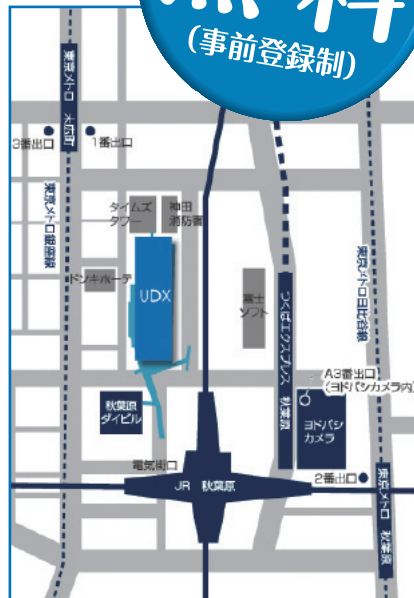 無料
(事前登録制)
東京メトロ 末広町
3番出口
1番出口
東京メトロ銀座線
タイムズ
タワー
神田
消防署
ドンキホーテ
UDX
富士
ソフト
つくばエクスプレス 秋葉原
東京メトロ日比谷線
A3番出口
(ヨドバシカメラ内)
秋葉原
ダイビル
ヨドバシ
カメラ
電気街口
JR 秋葉原
2番出口
東京メトロ 秋葉原